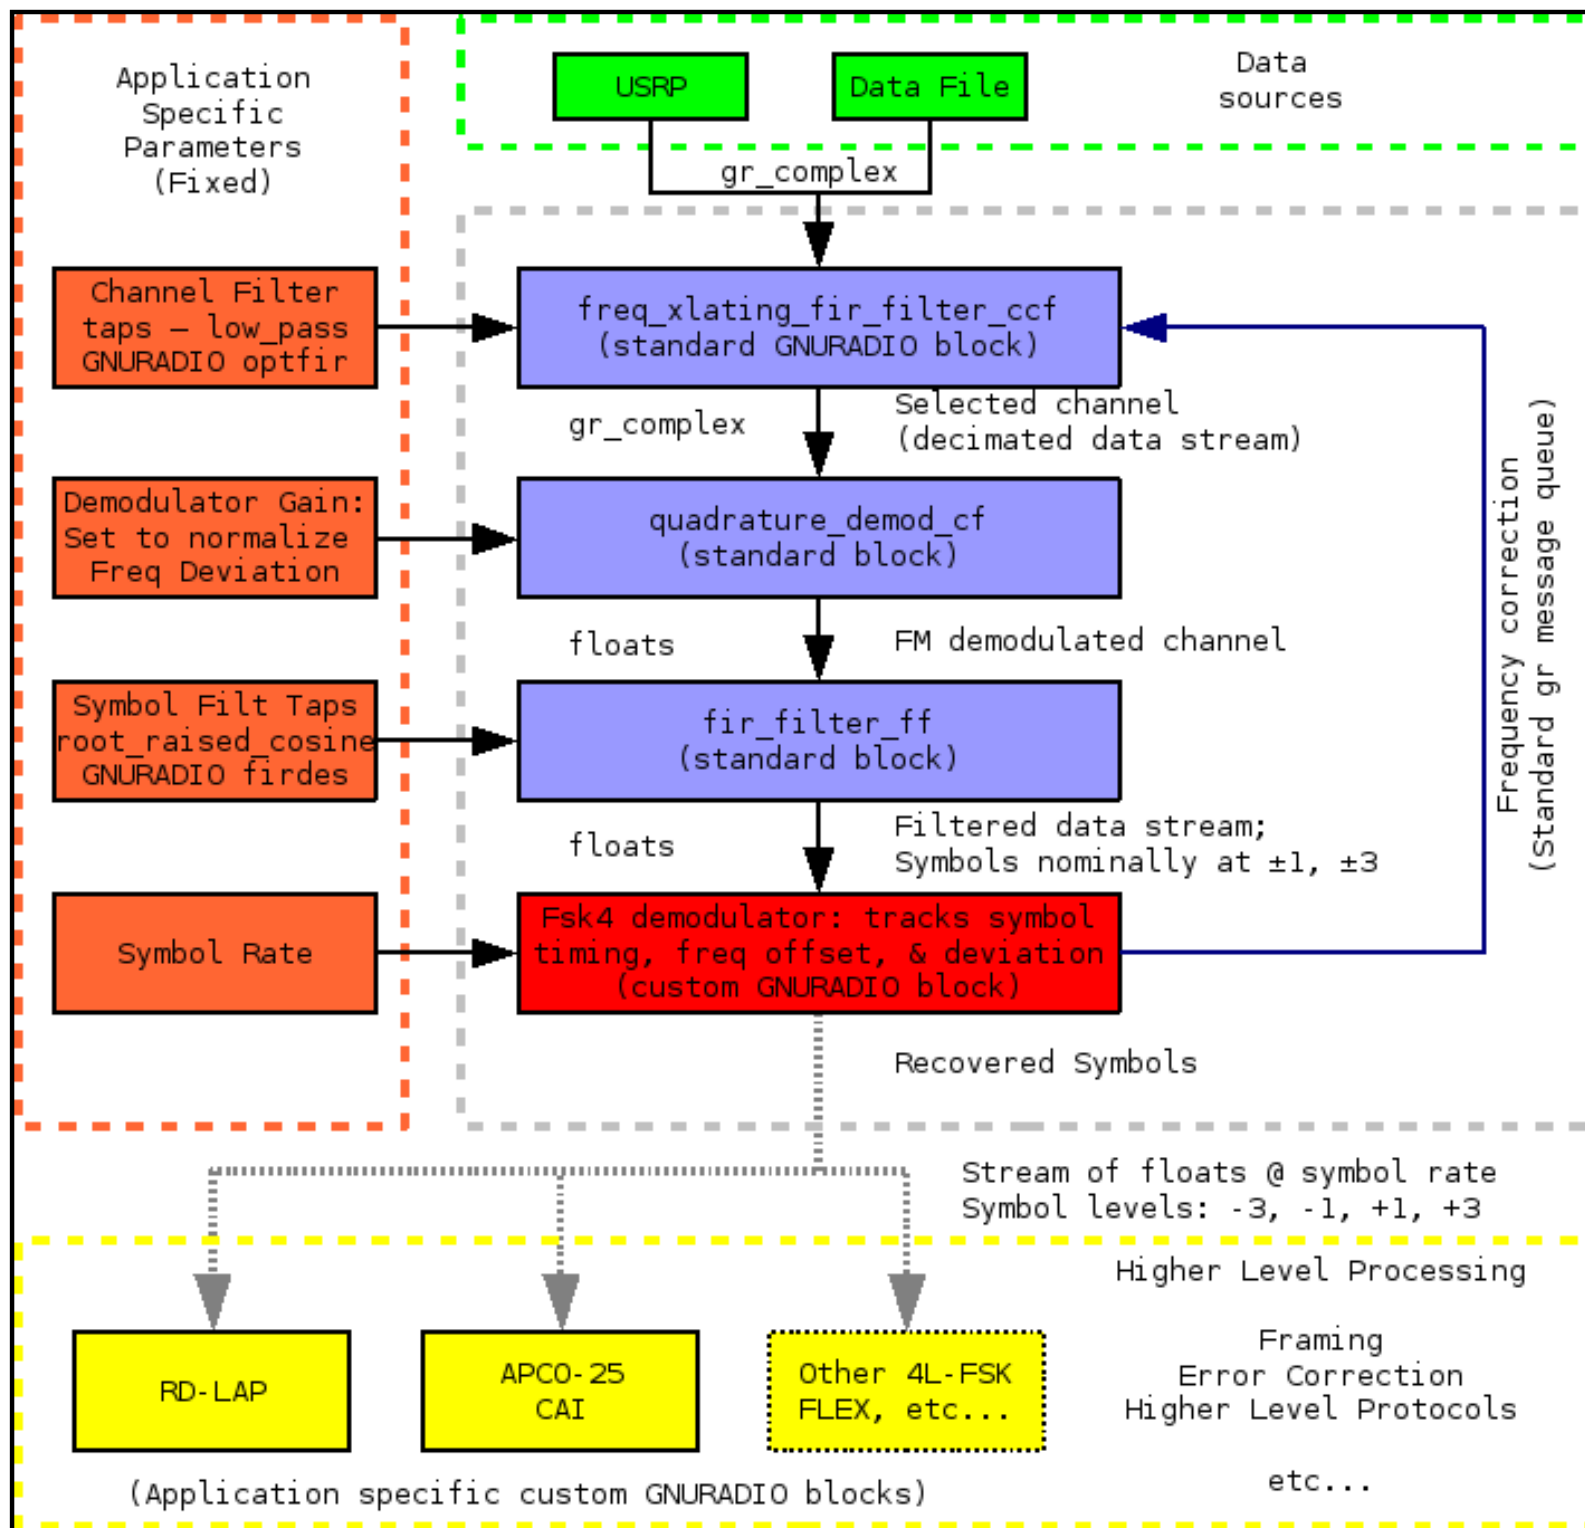 Application
Specific
Parameters
(Fixed)
USRP
Data File
Data
sources
gr_complex
Channel Filter
taps – low_pass
GNURADIO optfir
freq_xlating_fir_filter_ccf
(standard GNURADIO block)
gr_complex
Selected channel
(decimated data stream)
Demodulator Gain:
Set to normalize
Freq Deviation
quadrature_demod_cf
(standard block)
floats
FM demodulated channel
Symbol Filt Taps
root_raised_cosine
GNURADIO firdes
fir_filter_ff
(standard block)
floats
Filtered data stream;
Symbols nominally at ±1, ±3
Symbol Rate
Fsk4 demodulator: tracks symbol
timing, freq offset, & deviation
(custom GNURADIO block)
Frequency correction
(Standard gr message queue)
Recovered Symbols
Stream of floats @ symbol rate
Symbol levels: -3, -1, +1, +3
Higher Level Processing
RD-LAP
APCO-25
CAI
Other 4L-FSK
FLEX, etc...
Framing
Error Correction
Higher Level Protocols
etc...
(Application specific custom GNURADIO blocks)